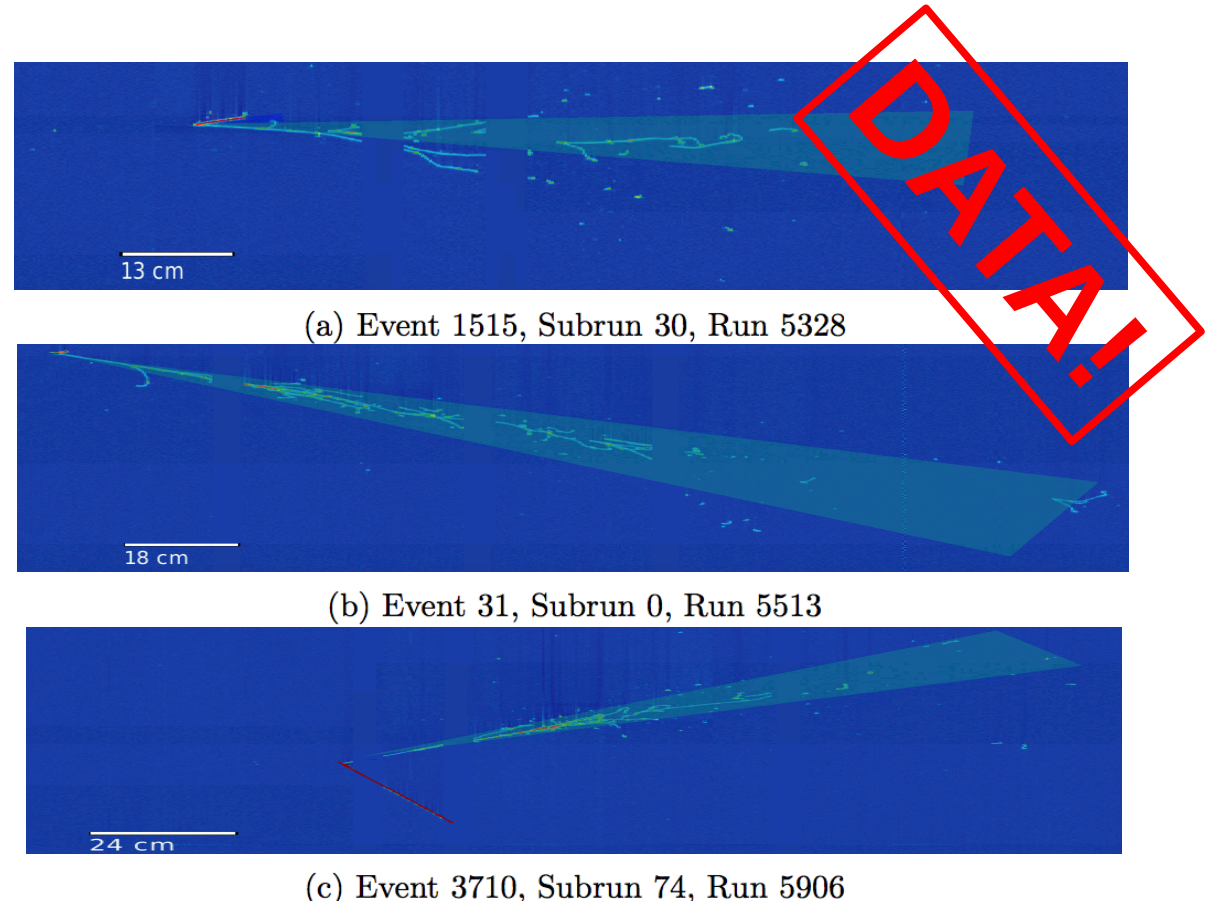 DATA!
13 cm
(a) Event 1515, Subrun 30, Run 5328
18 cm
(b) Event 31, Subrun 0, Run 5513
24 cm
(c) Event 3710, Subrun 74, Run 5906